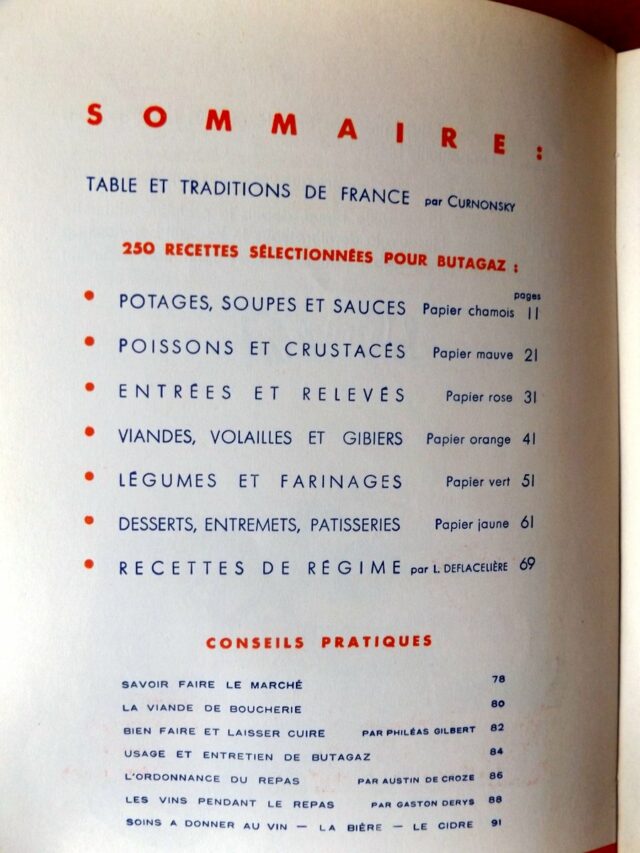 SOMMAIRE :
TABLE ET TRADITIONS DE FRANCE par CURNONSKY
250 RECETTES SÉLECTIONNÉES POUR BUTAGAZ :
pages
• POTAGES, SOUPES ET SAUCES Papier chamois 11
• POISSONS ET CRUSTACÉS Papier mauve 21
• ENTRÉES ET RELEVÉS Papier rose 31
• VIANDES, VOLAILLES ET GIBIERS Papier orange 41
• LÉGUMES ET FARINAGES Papier vert 51
• DESSERTS, ENTREMETS, PATISSERIES Papier jaune 61
• RECETTES DE RÉGIME par L. DEFLACELIÈRE 69
CONSEILS PRATIQUES
SAVOIR FAIRE LE MARCHÉ 78
LA VIANDE DE BOUCHERIE 80
BIEN FAIRE ET LAISSER CUIRE PAR PHILÉAS GILBERT 82
USAGE ET ENTRETIEN DE BUTAGAZ 84
L'ORDONNANCE DU REPAS PAR AUSTIN DE CROZE 86
LES VINS PENDANT LE REPAS PAR GASTON DERYS 88
SOINS A DONNER AU VIN — LA BIÈRE — LE CIDRE 91